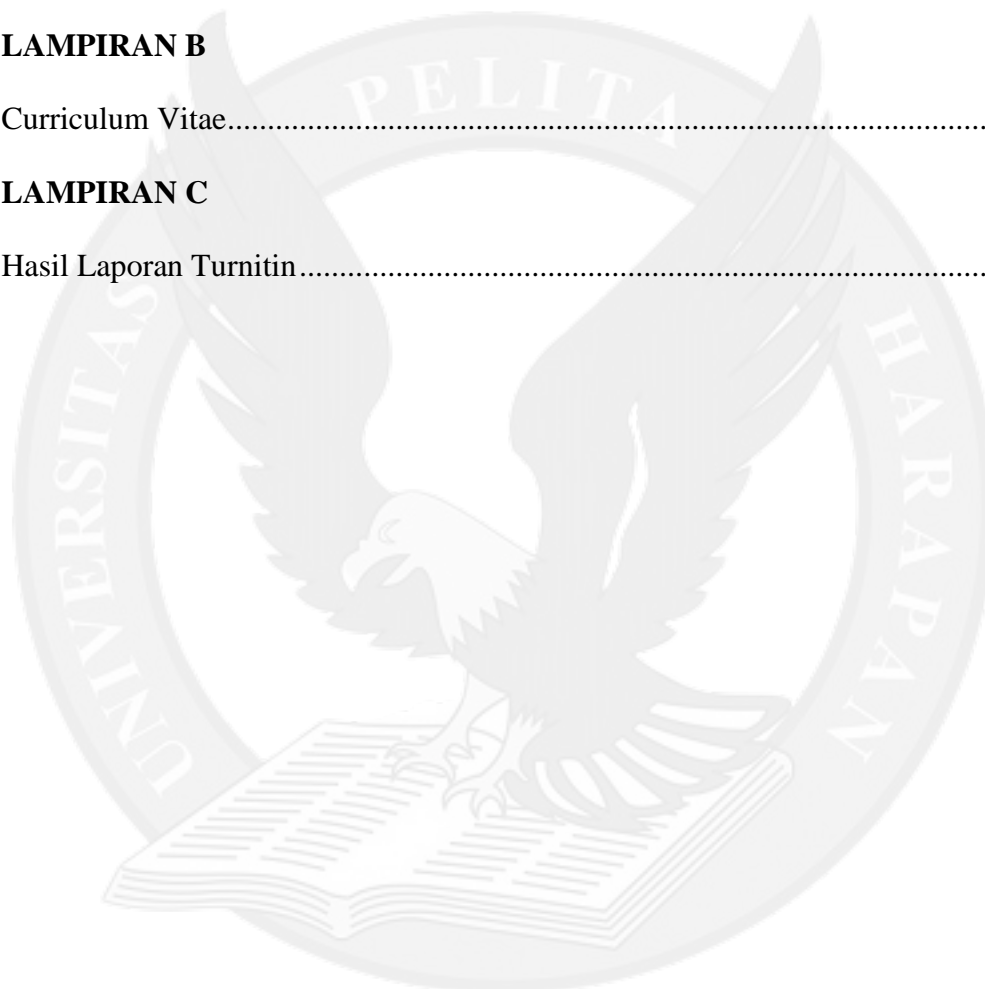 LAMPIRAN B
Curriculum Vitae................................................................................................
LAMPIRAN C
Hasil Laporan Turnitin.......................................................................................
UNIVERSITAS PELITA HARAPAN